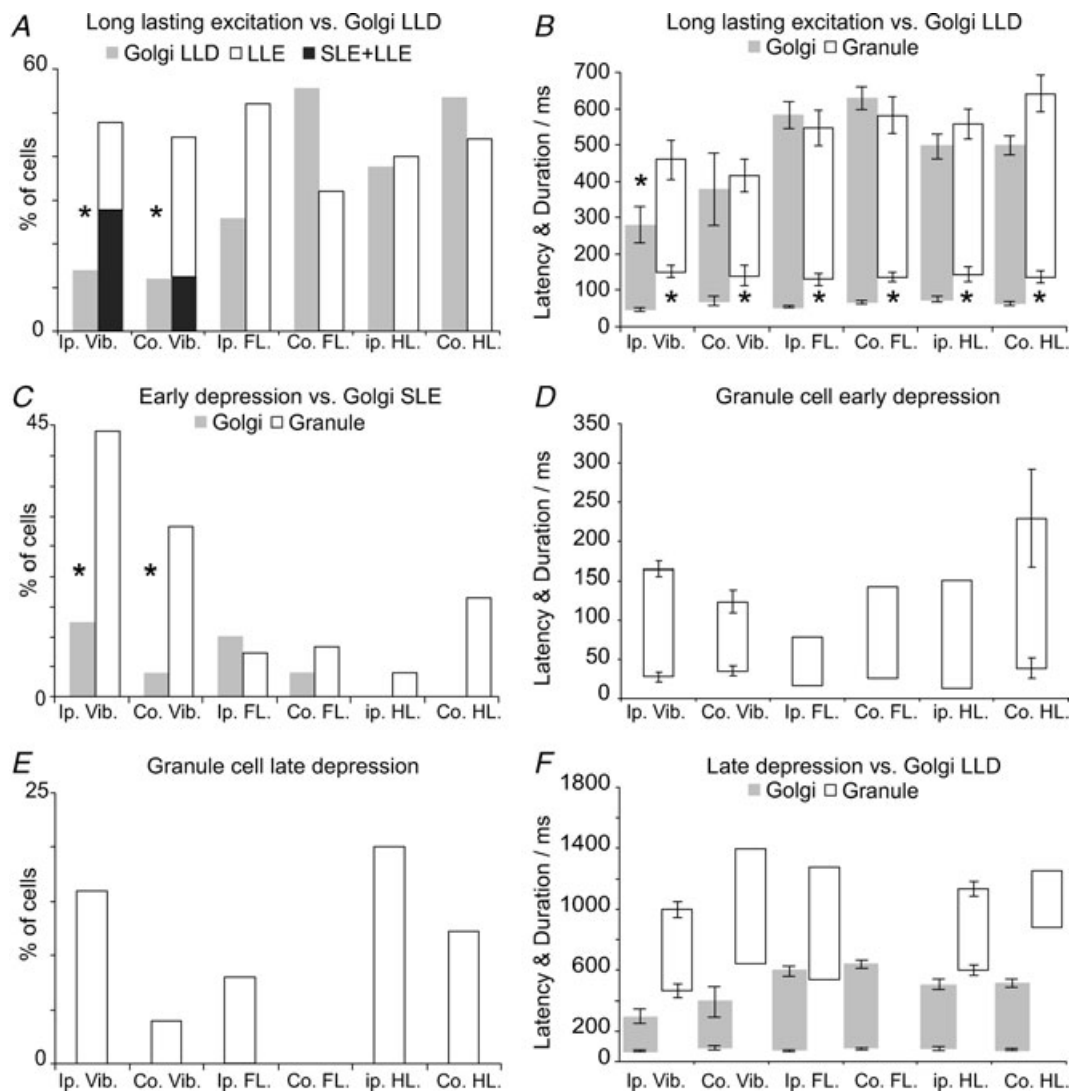 A Long lasting excitation vs. Golgi LLD
Golgi LLD LLE SLE+LLE
60
% of cells
0
* *
Ip. Vib. Co. Vib. Ip. FL. Co. FL. ip. HL. Co. HL.
B Long lasting excitation vs. Golgi LLD
Golgi Granule
Latency & Duration / ms
700
600
500
400
300
200
100
0
*
* * * * * *
Ip. Vib. Co. Vib. Ip. FL. Co. FL. ip. HL. Co. HL.
C Early depression vs. Golgi SLE
Golgi Granule
45
% of cells
0
* *
Ip. Vib. Co. Vib. Ip. FL. Co. FL. ip. HL. Co. HL.
D Granule cell early depression
Latency & Duration / ms
350
300
250
200
150
100
50
0
Ip. Vib. Co. Vib. Ip. FL. Co. FL. ip. HL. Co. HL.
E Granule cell late depression
25
% of cells
0
Ip. Vib. Co. Vib. Ip. FL. Co. FL. ip. HL. Co. HL.
F Late depression vs. Golgi LLD
Golgi Granule
Latency & Duration / ms
1800
1400
1000
600
400
0
Ip. Vib. Co. Vib. Ip. FL. Co. FL. ip. HL. Co. HL.